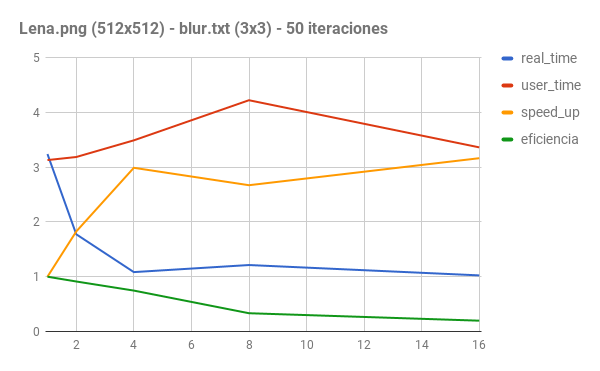 Lena.png (512x512) - blur.txt (3x3) - 50 iteraciones
5
4
3
2
1
0
2 4 6 8 10 12 14 16
real_time
user_time
speed_up
eficiencia